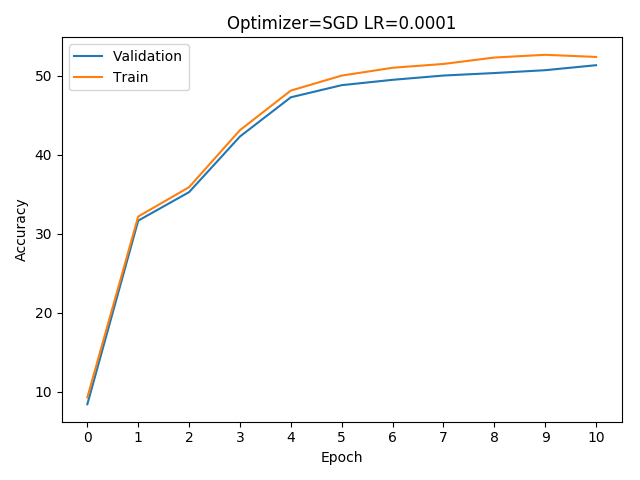 Optimizer=SGD LR=0.0001
Validation
Train
50
40
30
20
10
Accuracy
0 1 2 3 4 5 6 7 8 9 10
Epoch